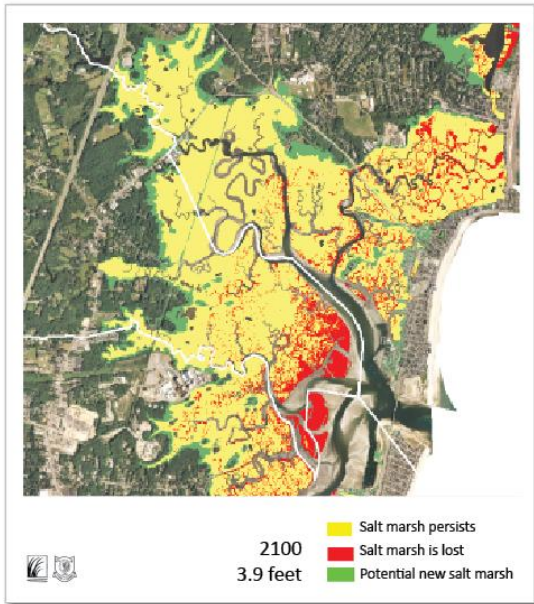 2100
3.9 feet
Salt marsh persists
Salt marsh is lost
Potential new salt marsh